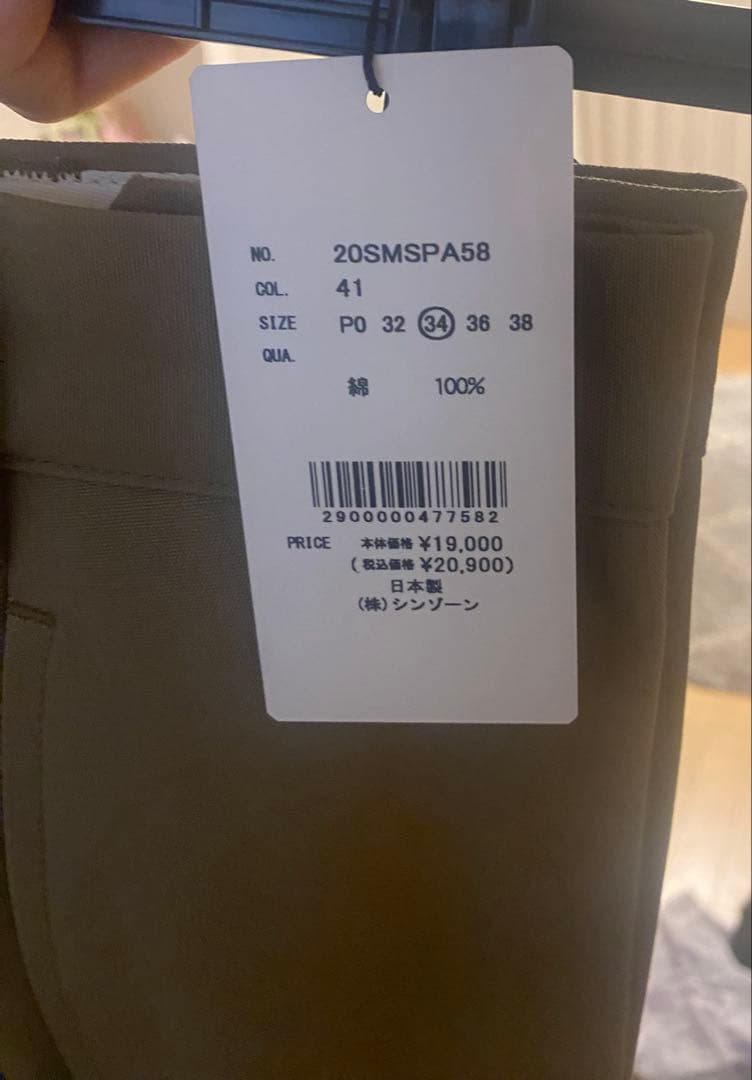 NO. 20SMSPA58
COL. 41
SIZE P0 32 34 36 38
QUA.
綿 100%
2900000477582
PRICE 本体価格 ¥19,000
(税込価格 ¥20,900)
日本製
(株)シンゾーン